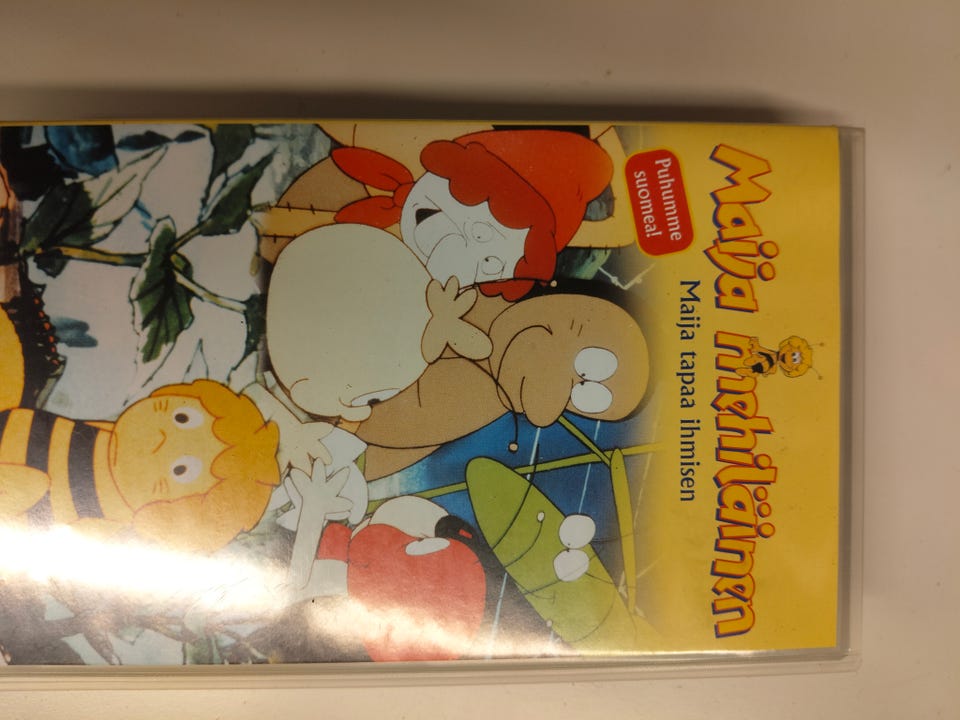 Maija mehiläinen
Maija tapaa ihmisen
Puhumme
suomea!